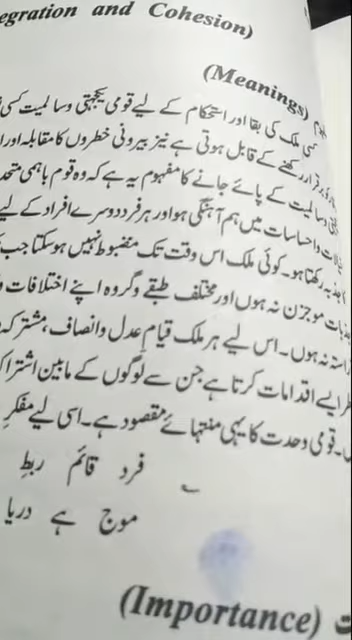 egration and Cohesion)
(Meanings)
کسی ملک کی بقا اور استحکام کے لیے قومی یکجہتی وسالمیت کسی
رکھنے کے قابل ہوتی ہے نیز بیرونی خطروں کا مقابلہ اور
وسالمیت کے پائے جانے کا مفہوم یہ ہے کہ وہ قوم باہمی متحد
واحساسات میں ہم آہنگی ہو اور ہر فرد دوسرے افراد کے لیے
رکھتا ہو۔ کوئی ملک اس وقت تک مضبوط نہیں ہو سکتا جب
موجزن نہ ہوں اور مختلف طبقے وگروہ اپنے اختلافات
نہ ہوں۔ اس لیے ہر ملک قیامِ عدل وانصاف، مشترکہ
ایسے اقدامات کرتا ہے جن سے لوگوں کے مابین اشتراک
۔ قومی وحدت کا یہی منتہائے مقصود ہے۔ اسی لیے مفکرِ
فرد قائم ربطِ
موج ہے دریا
(Importance)